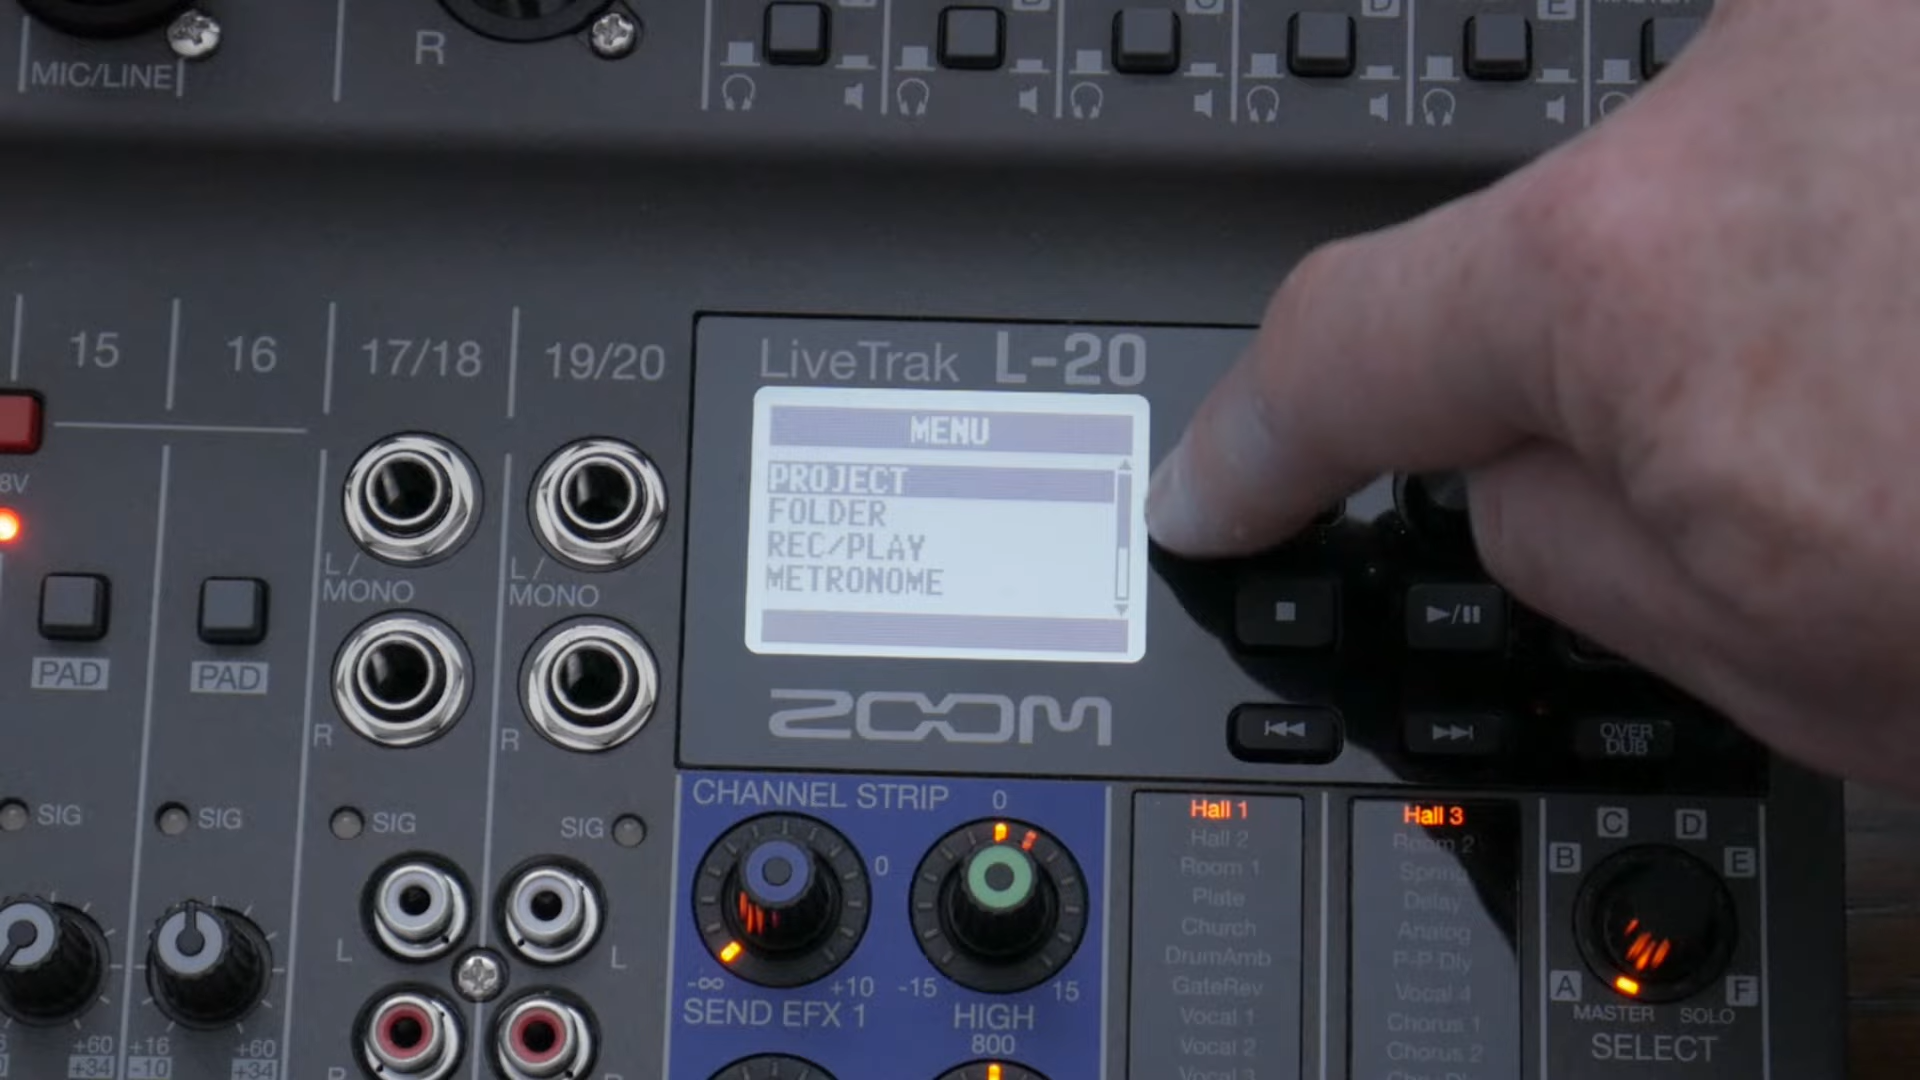 MIC/LINE
R
D
E
15
16
17/18
19/20
LiveTrak L-20
MENU
PROJECT
FOLDER
REC/PLAY
METRONOME
8V
L/
MONO
L/
MONO
PAD
PAD
R
R
ZOOM
OVER
DUB
SIG
SIG
SIG
SIG
CHANNEL STRIP
0
0
-∞
+10
-15
15
SEND EFX 1
HIGH
800
Hall 1
Hall 2
Room 1
Plate
Church
DrumAmb
GateRev
Vocal 1
Vocal 2
Vocal 3
Hall 3
Room 2
Spring
Delay
Analog
P-P Dly
Vocal 4
Chorus 1
Chorus 2
C
D
B
E
A
F
MASTER
SOLO
SELECT
L
L
+60
+34
+16
-10
+60
+34